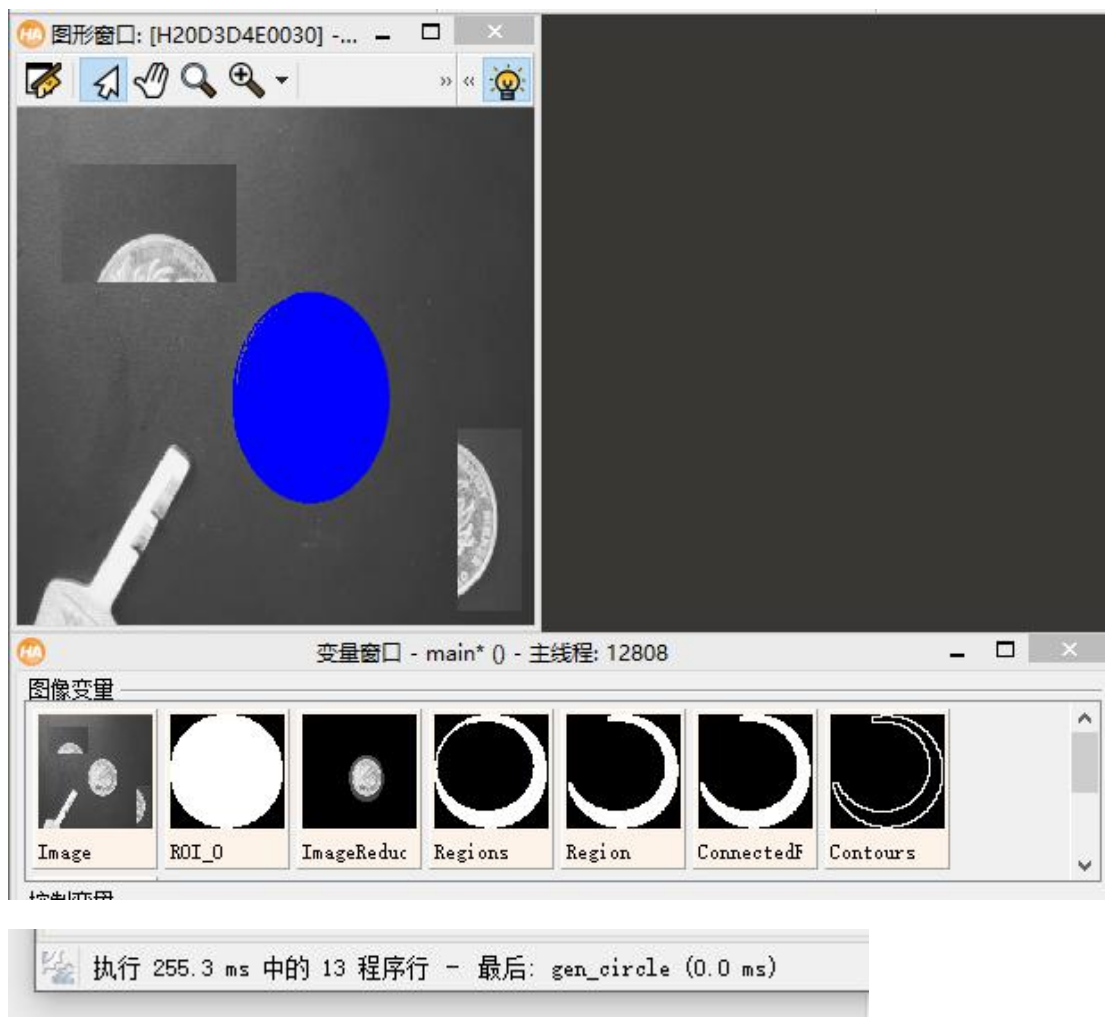 图形窗口: [H20D3D4E0030] -...
变量窗口 - main* () - 主线程: 12808
图像变量
Image ROI_0 ImageReduc Regions Region ConnectedF Contours
执行 255.3 ms 中的 13 程序行 - 最后: gen_circle (0.0 ms)